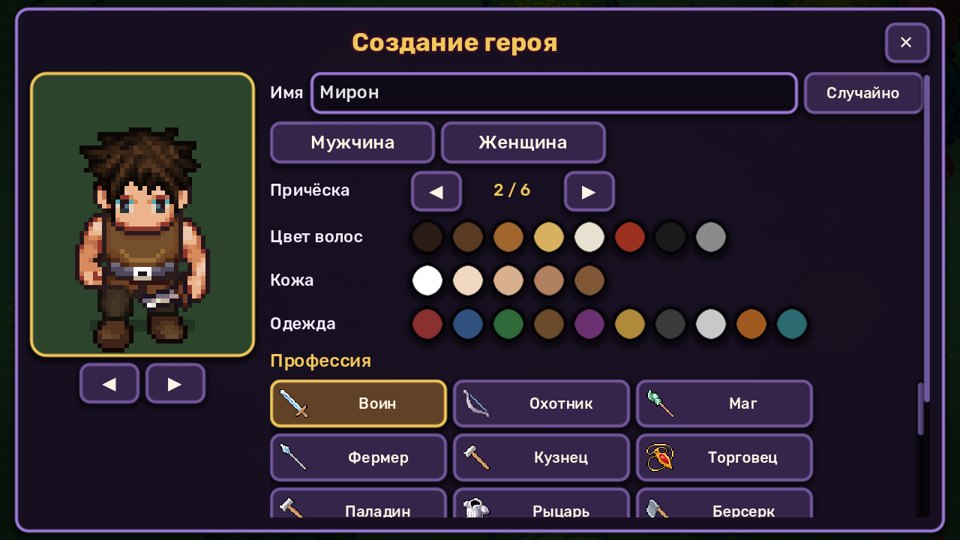 Создание героя
×
Имя Мирон Случайно
Мужчина Женщина
Причёска ◀ 2 / 6 ▶
Цвет волос
Кожа
Одежда
◀ ▶
Профессия
Воин Охотник Маг
Фермер Кузнец Торговец
Паладин Рыцарь Берсерк